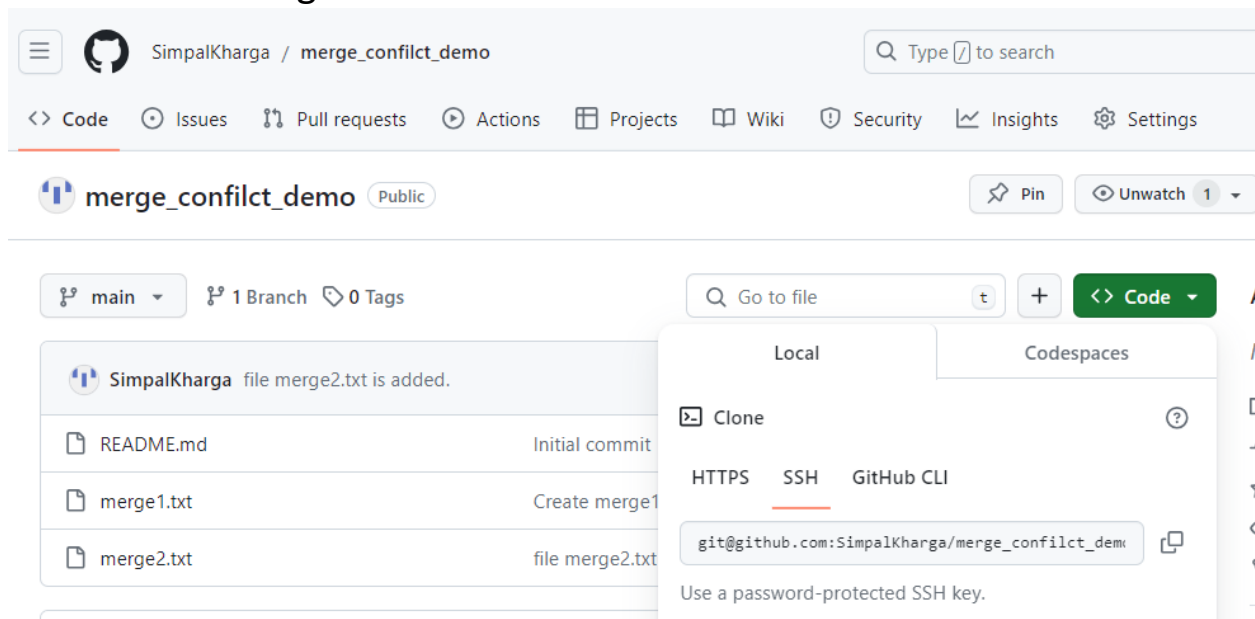 SimpalKharga / merge_confilct_demo
Type / to search
Code Issues Pull requests Actions Projects Wiki Security Insights Settings
merge_confilct_demo Public
Pin Unwatch 1
main 1 Branch 0 Tags
Go to file t + Code
Local Codespaces
SimpalKharga file merge2.txt is added.
Clone
README.md Initial commit
HTTPS SSH GitHub CLI
merge1.txt Create merge1
git@github.com:SimpalKharga/merge_confilct_dem
merge2.txt file merge2.txt
Use a password-protected SSH key.